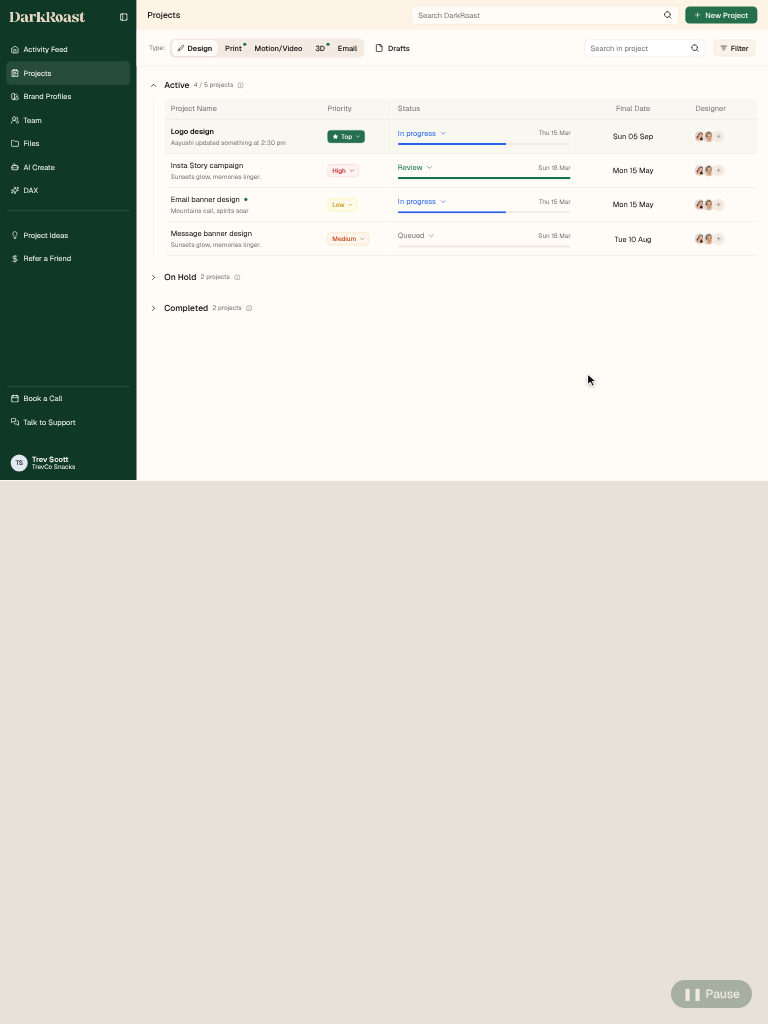 DarkRoast
Activity Feed
Projects
Brand Profiles
Team
Files
AI Create
DAX
Project Ideas
Refer a Friend
Book a Call
Talk to Support
TS
Trev Scott
TrevCo Snacks
Projects
Search DarkRoast
+ New Project
Type: Design Print Motion/Video 3D Email Drafts
Search in project
Filter
Active 4 / 5 projects
Project Name Priority Status Final Date Designer
Logo design
Aayushi updated something at 2:30 pm
Top
In progress Thu 15 Mar
Sun 05 Sep
+
Insta Story campaign
Sunsets glow, memories linger.
High
Review Sun 18 Mar
Mon 15 May
+
Email banner design
Mountains call, spirits soar
Low
In progress Thu 15 Mar
Mon 15 May
+
Message banner design
Sunsets glow, memories linger.
Medium
Queued Sun 18 Mar
Tue 10 Aug
+
On Hold 2 projects
Completed 2 projects
Pause